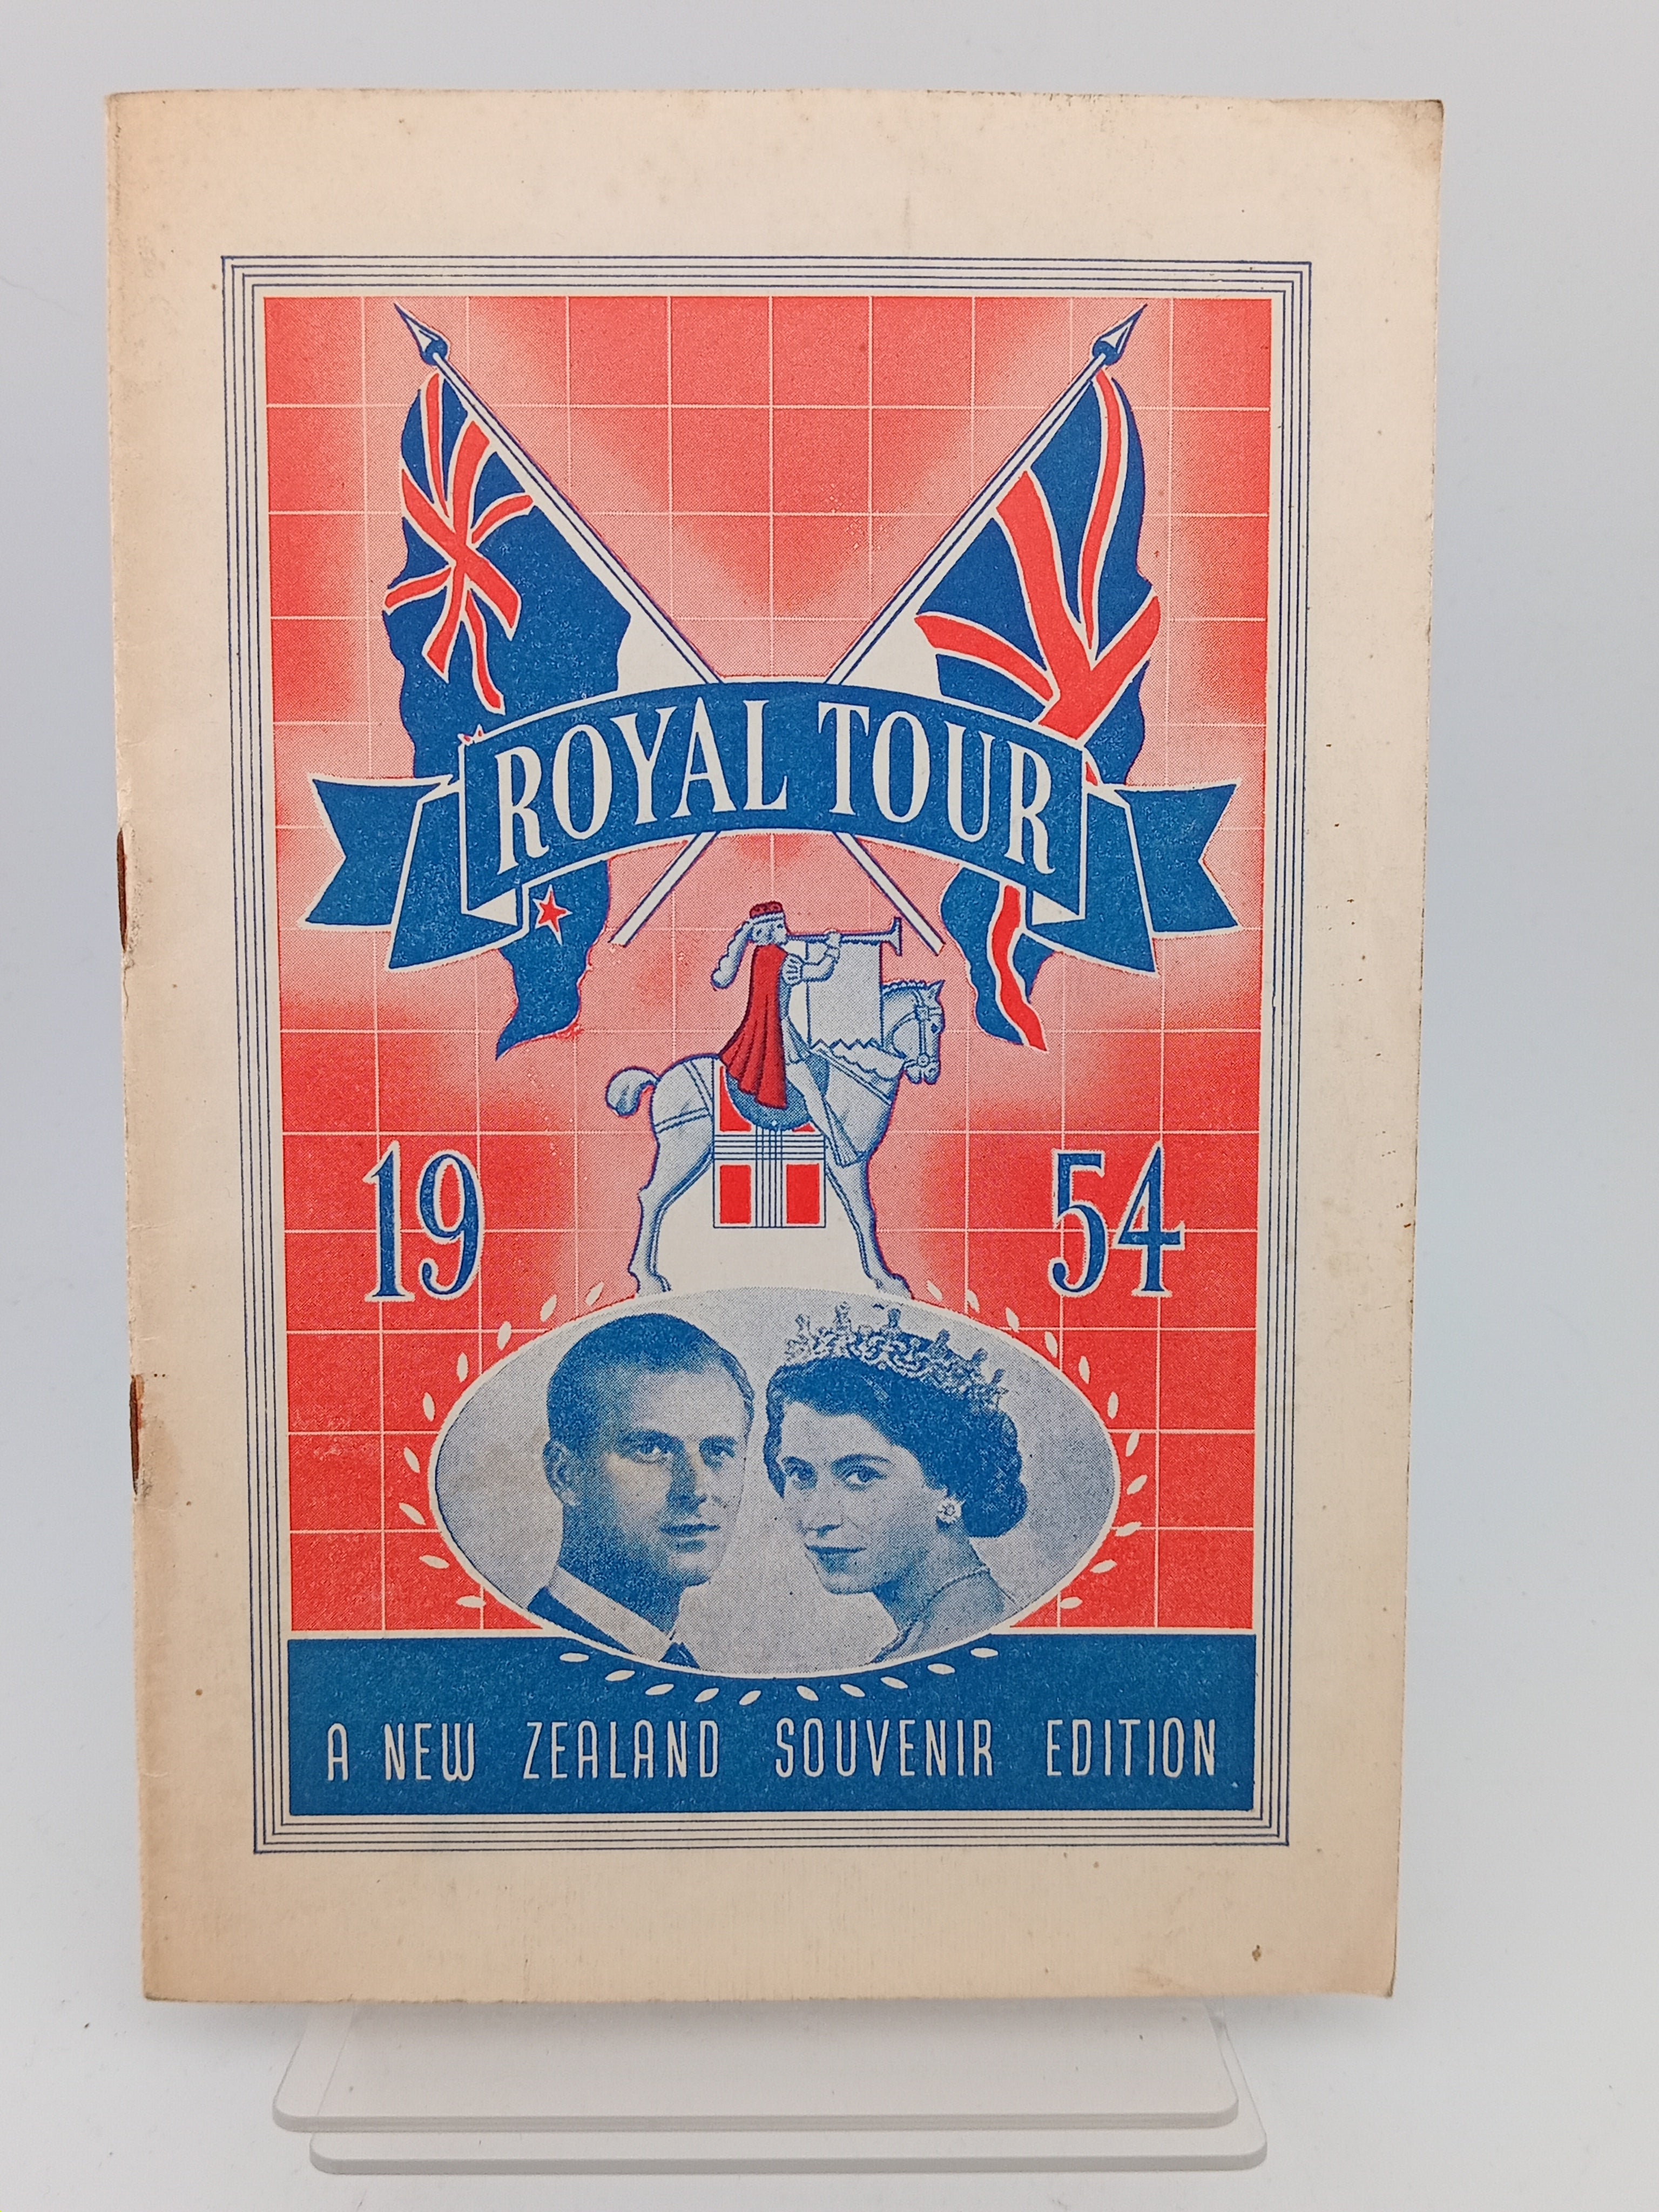 ROYAL TOUR
19 54
A NEW ZEALAND SOUVENIR EDITION